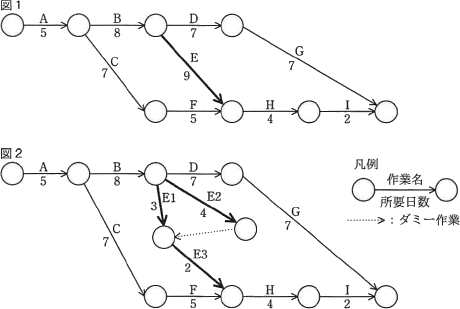 図1
A B D
5 8 7
C E G
7 9 7
F H I
5 4 2
図2
A B D
5 8 7
凡例
作業名
所要日数
E1 E2
3 4
C G
7 7
:ダミー作業
E3
2
F H I
5 4 2